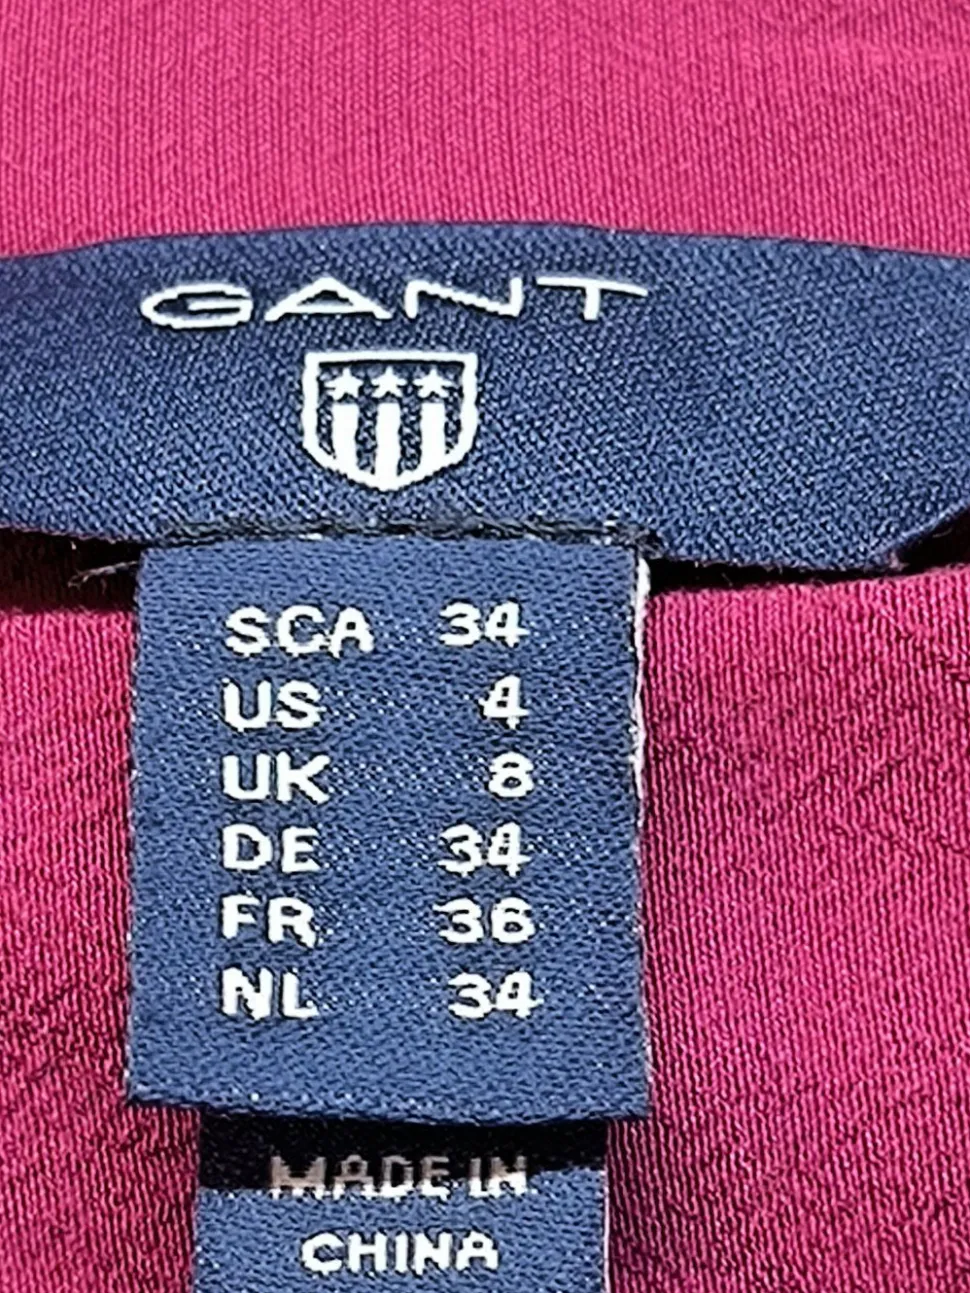 GANT
SCA 34
US 4
UK 8
DE 34
FR 36
NL 34
MADE IN
CHINA